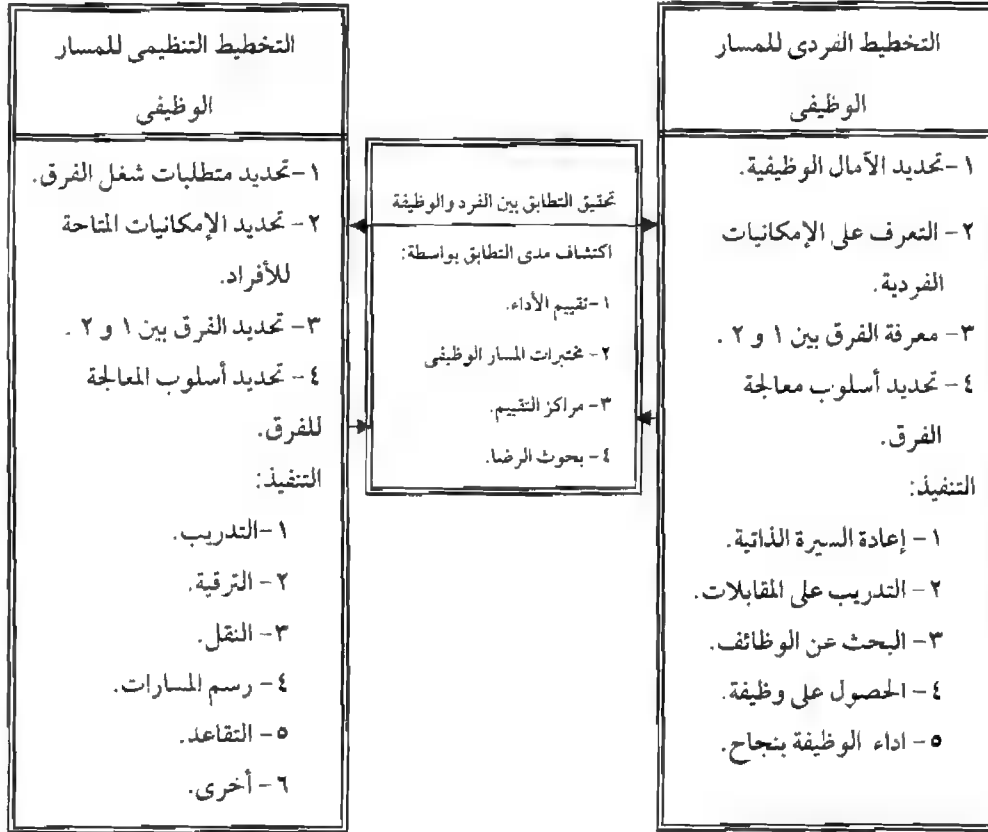 التخطيط الفردى للمسار
الوظيفى
١-تحديد الآمال الوظيفية.
٢- التعرف على الإمكانيات
الفردية.
٣- معرفة الفرق بين ١ و ٢ .
٤- تحديد أسلوب معالجة
الفرق.
التنفيذ:
١- إعادة السيرة الذاتية.
٢- التدريب على المقابلات.
٣- البحث عن الوظائف.
٤- الحصول على وظيفة.
٥- اداء الوظيفة بنجاح.
تحقيق التطابق بين الفرد والوظيفة
اكتشاف مدى التطابق بواسطة:
١-تقييم الأداء.
٢- مختبرات المسار الوظيفى
٣- مراكز التقييم.
٤- بحوث الرضا.
التخطيط التنظيمى للمسار
الوظيفى
١-تحديد متطلبات شغل الفرق.
٢- تحديد الإمكانيات المتاحة
للأفراد.
٣- تحديد الفرق بين ١ و ٢ .
٤- تحديد أسلوب المعالجة
للفرق.
التنفيذ:
١-التدريب.
٢- الترقية.
٣- النقل.
٤- رسم المسارات.
٥- التقاعد.
٦- أخرى.